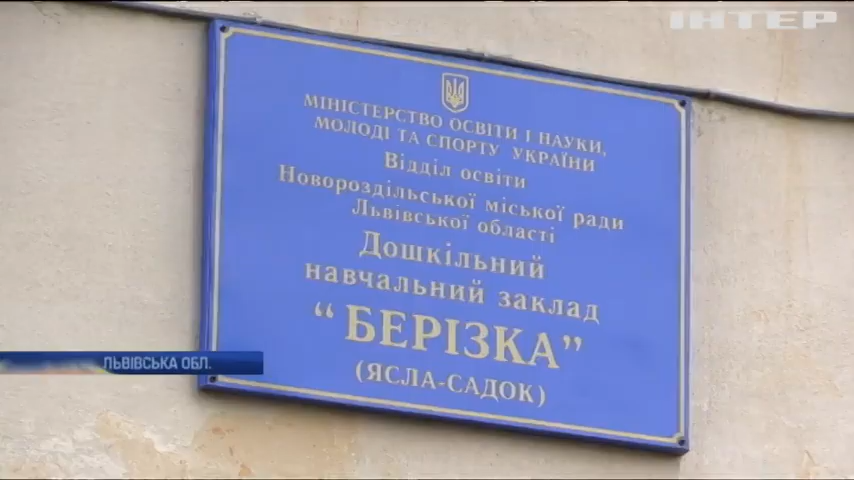 ІНТЕР
МІНІСТЕРСТВО ОСВІТИ І НАУКИ,
МОЛОДІ ТА СПОРТУ УКРАЇНИ
Відділ освіти
Новороздільської міської ради
Львівської області
Дошкільний
навчальний заклад
“БЕРІЗКА”
(ЯСЛА-САДОК)
ЛЬВІВСЬКА ОБЛ.